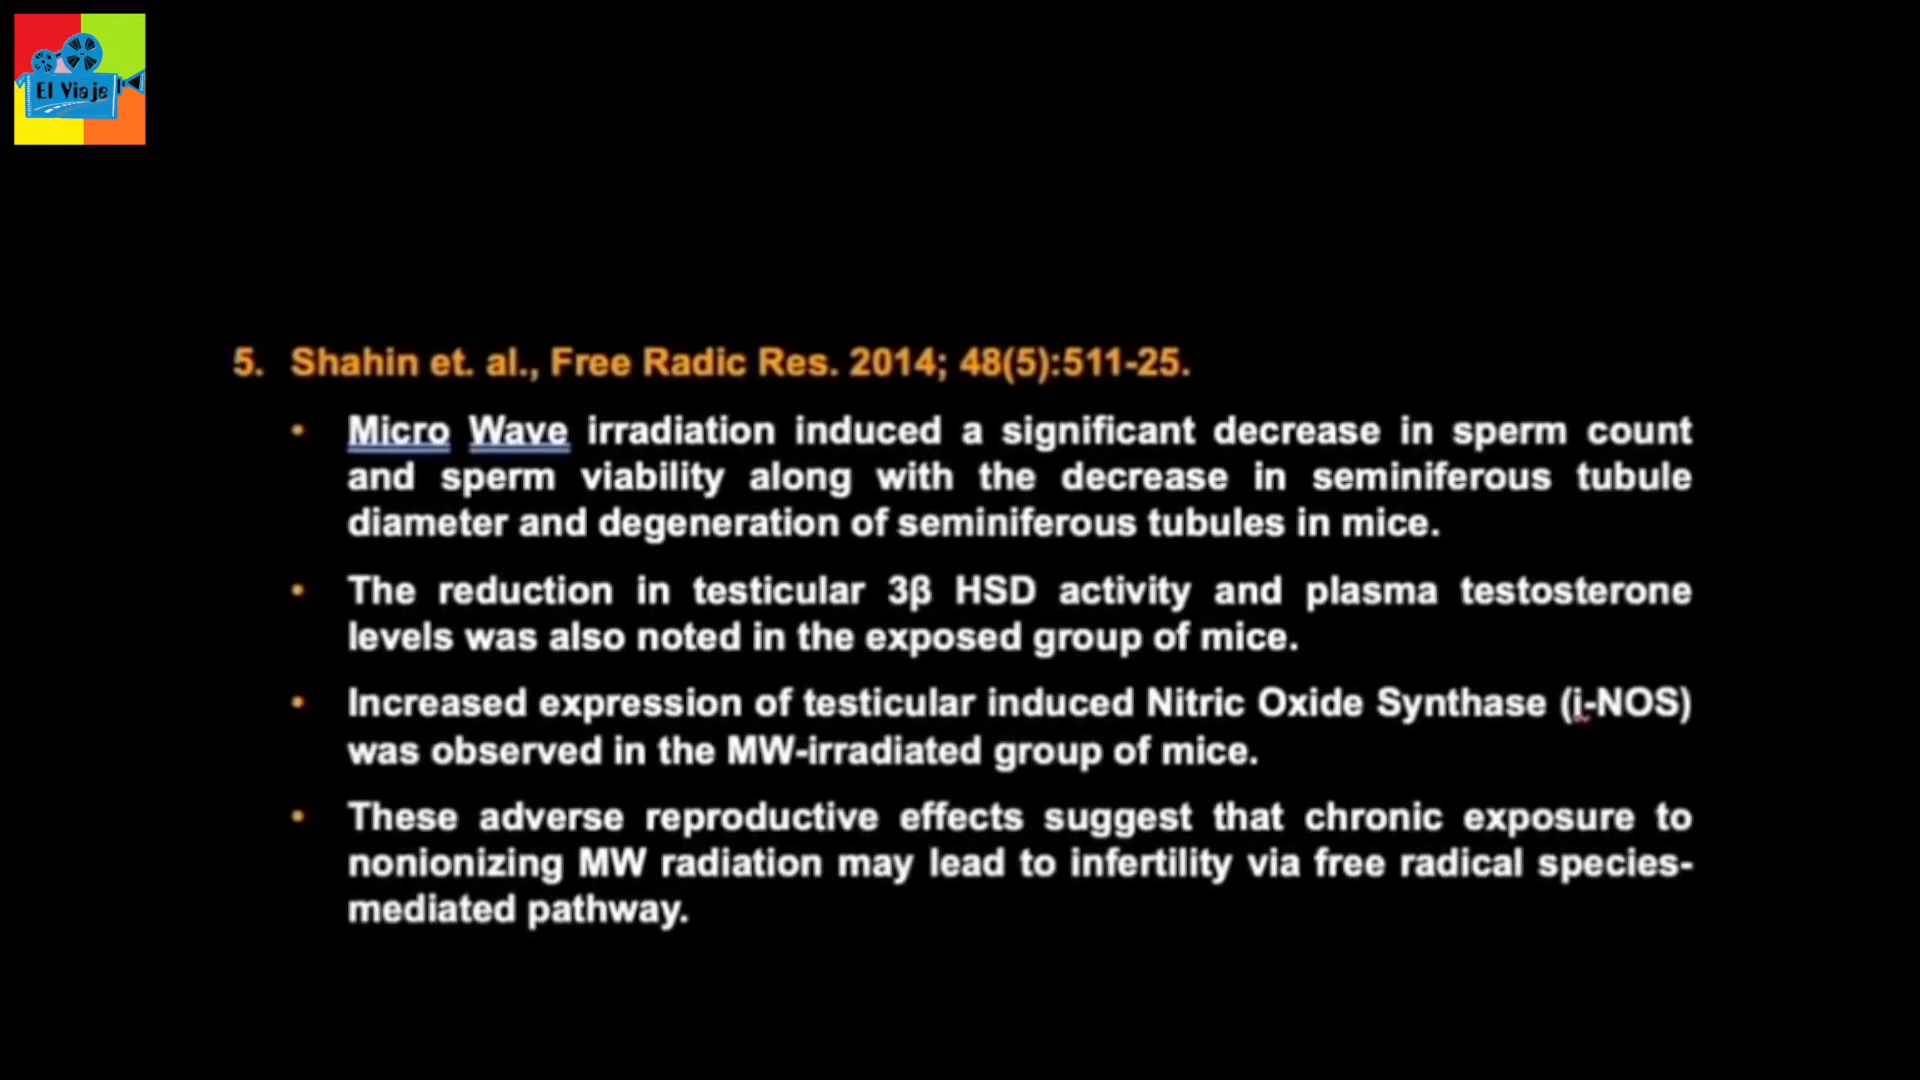 El Viaje
5. Shahin et. al., Free Radic Res. 2014; 48(5):511-25.
• Micro Wave irradiation induced a significant decrease in sperm count
and sperm viability along with the decrease in seminiferous tubule
diameter and degeneration of seminiferous tubules in mice.
• The reduction in testicular 3β HSD activity and plasma testosterone
levels was also noted in the exposed group of mice.
• Increased expression of testicular induced Nitric Oxide Synthase (i-NOS)
was observed in the MW-irradiated group of mice.
• These adverse reproductive effects suggest that chronic exposure to
nonionizing MW radiation may lead to infertility via free radical species-
mediated pathway.